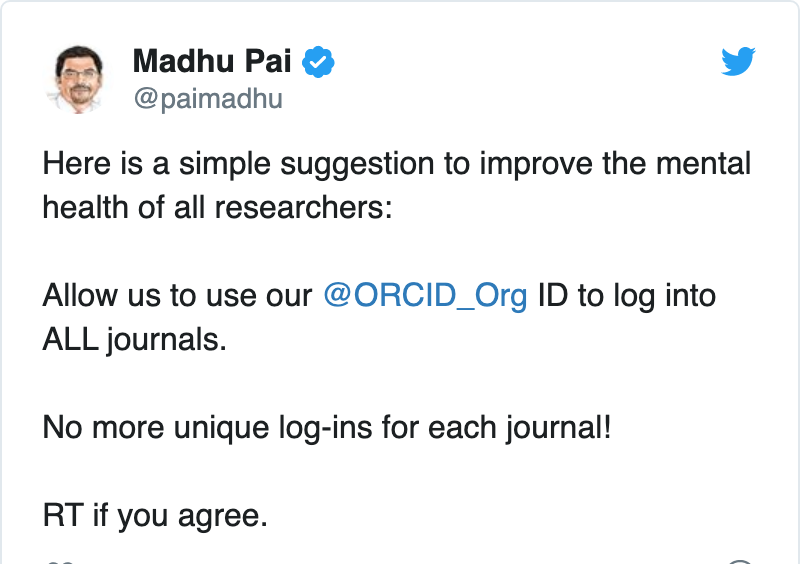 Madhu Pai
@paimadhu
Here is a simple suggestion to improve the mental
health of all researchers:
Allow us to use our @ORCID_Org ID to log into
ALL journals.
No more unique log-ins for each journal!
RT if you agree.